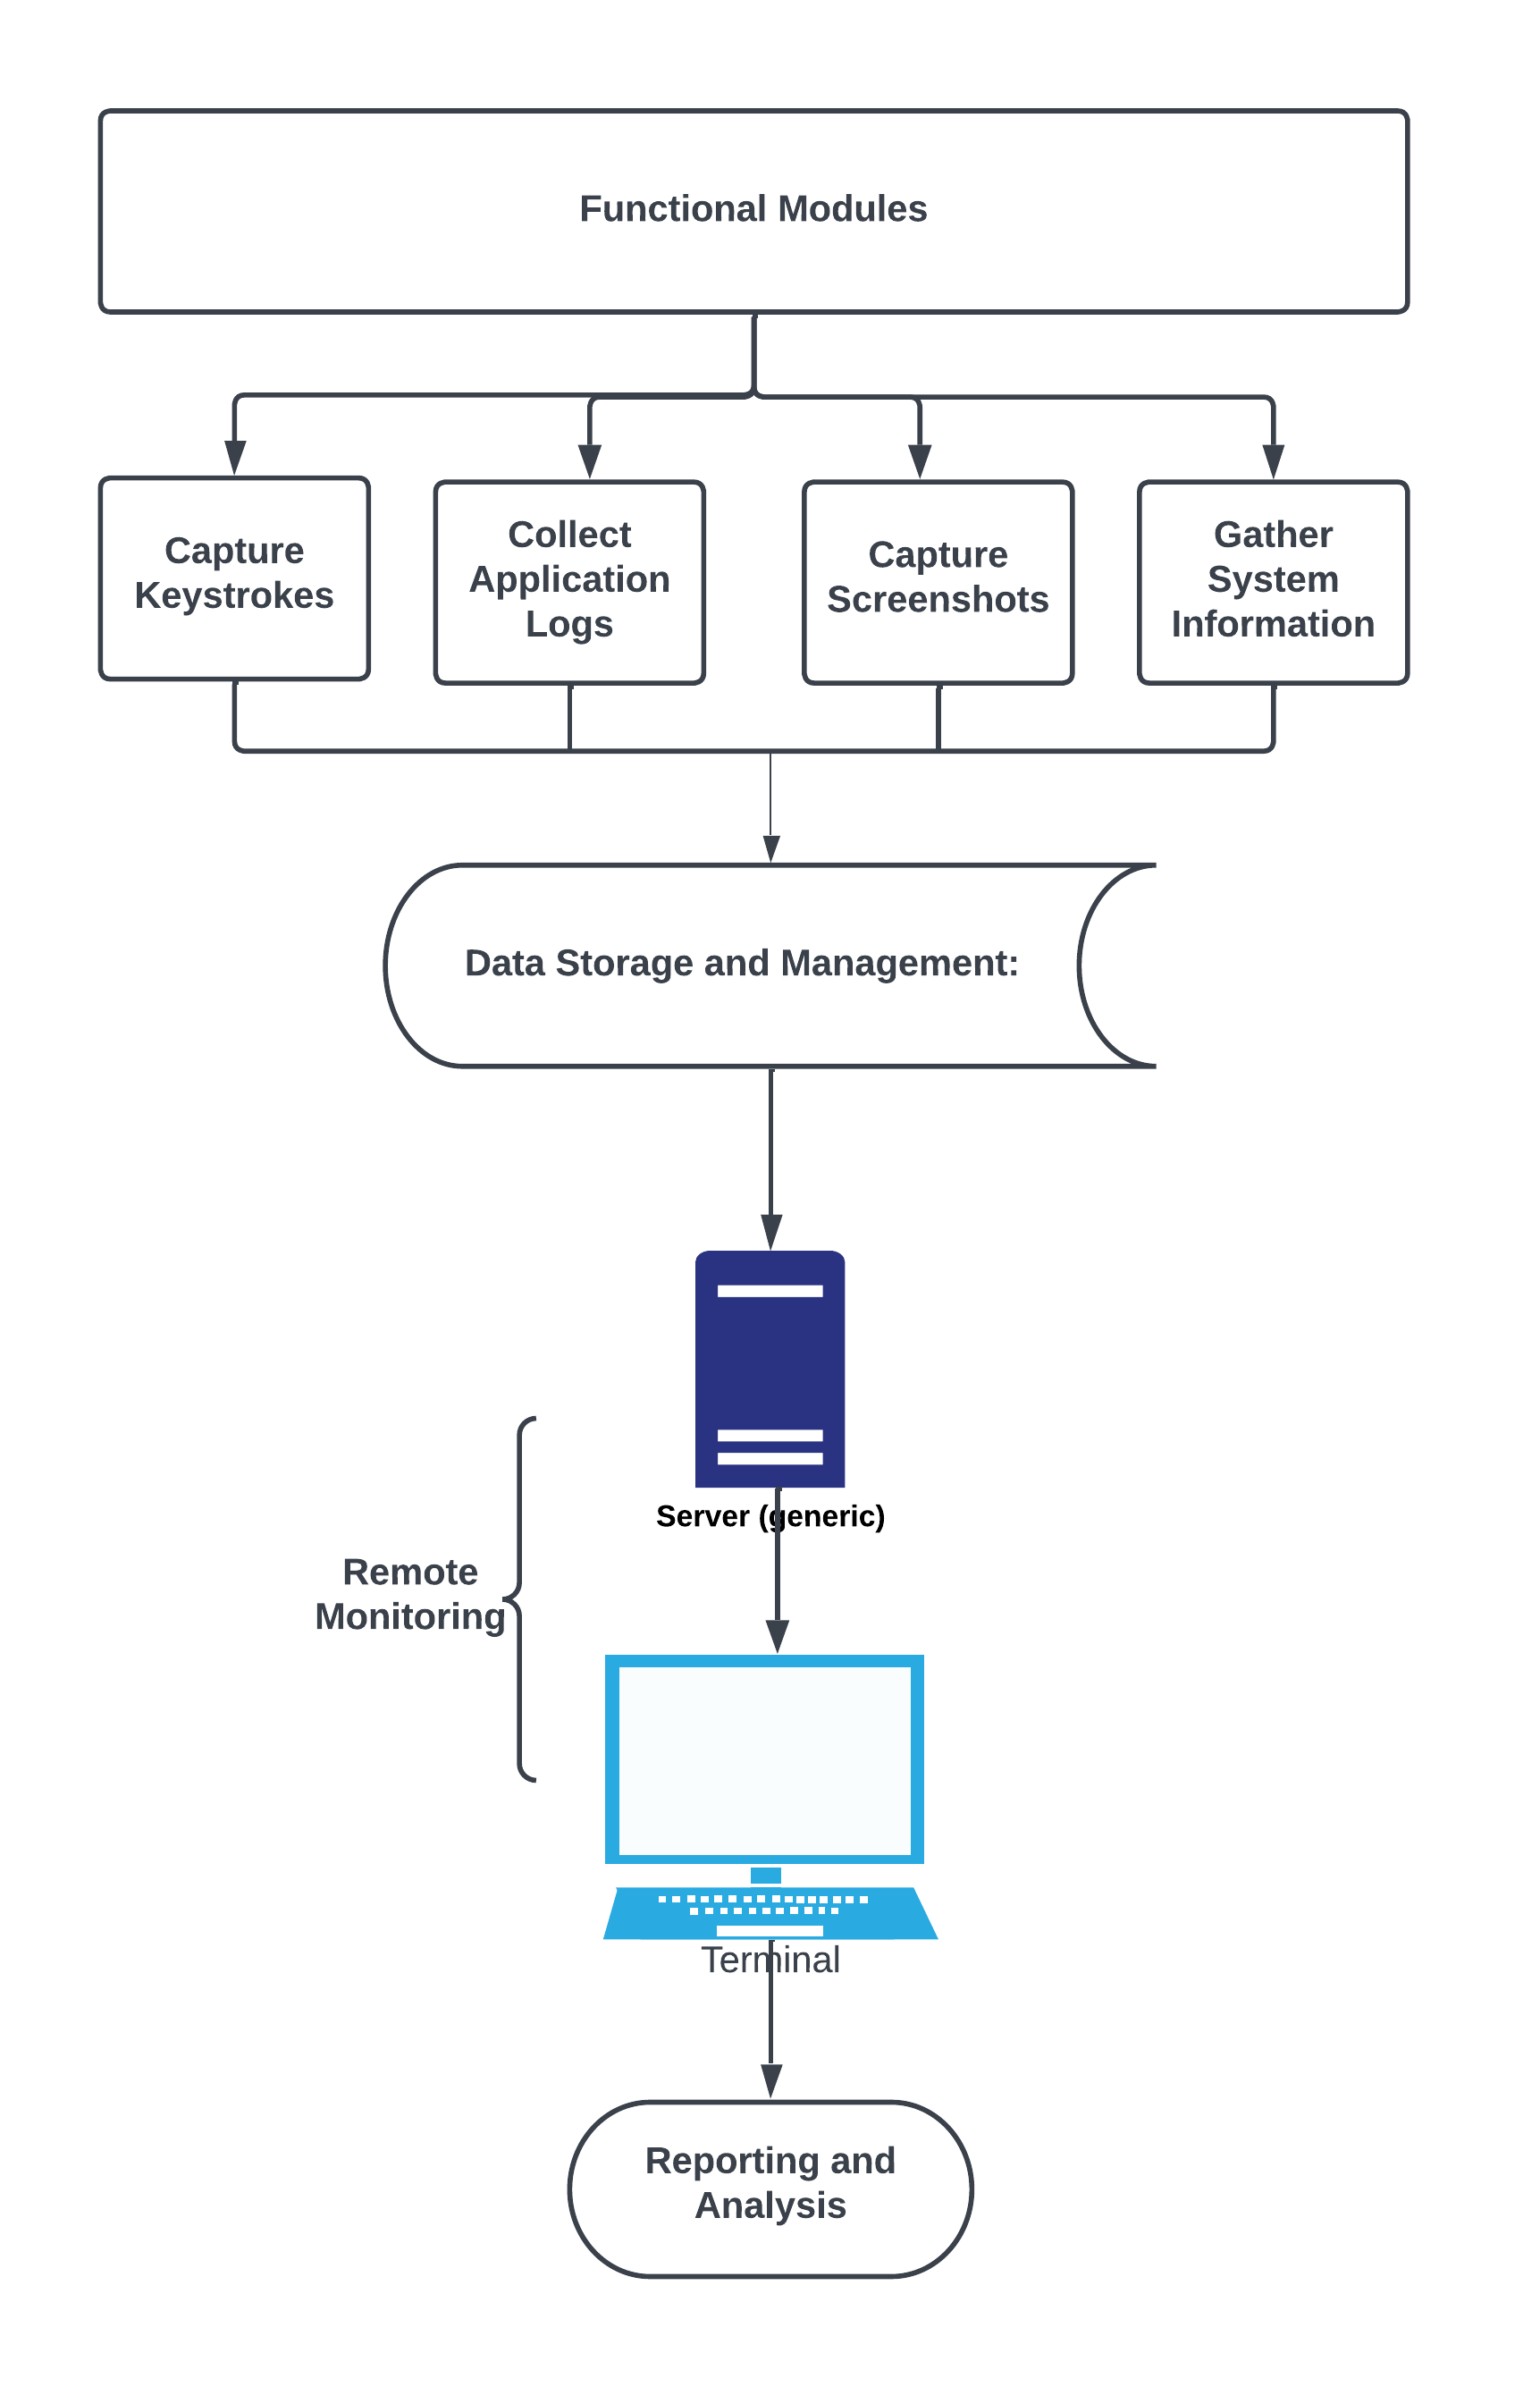 Functional Modules
Capture
Keystrokes
Collect
Application
Logs
Capture
Screenshots
Gather
System
Information
Data Storage and Management:
Server (generic)
Remote
Monitoring
Terminal
Reporting and
Analysis